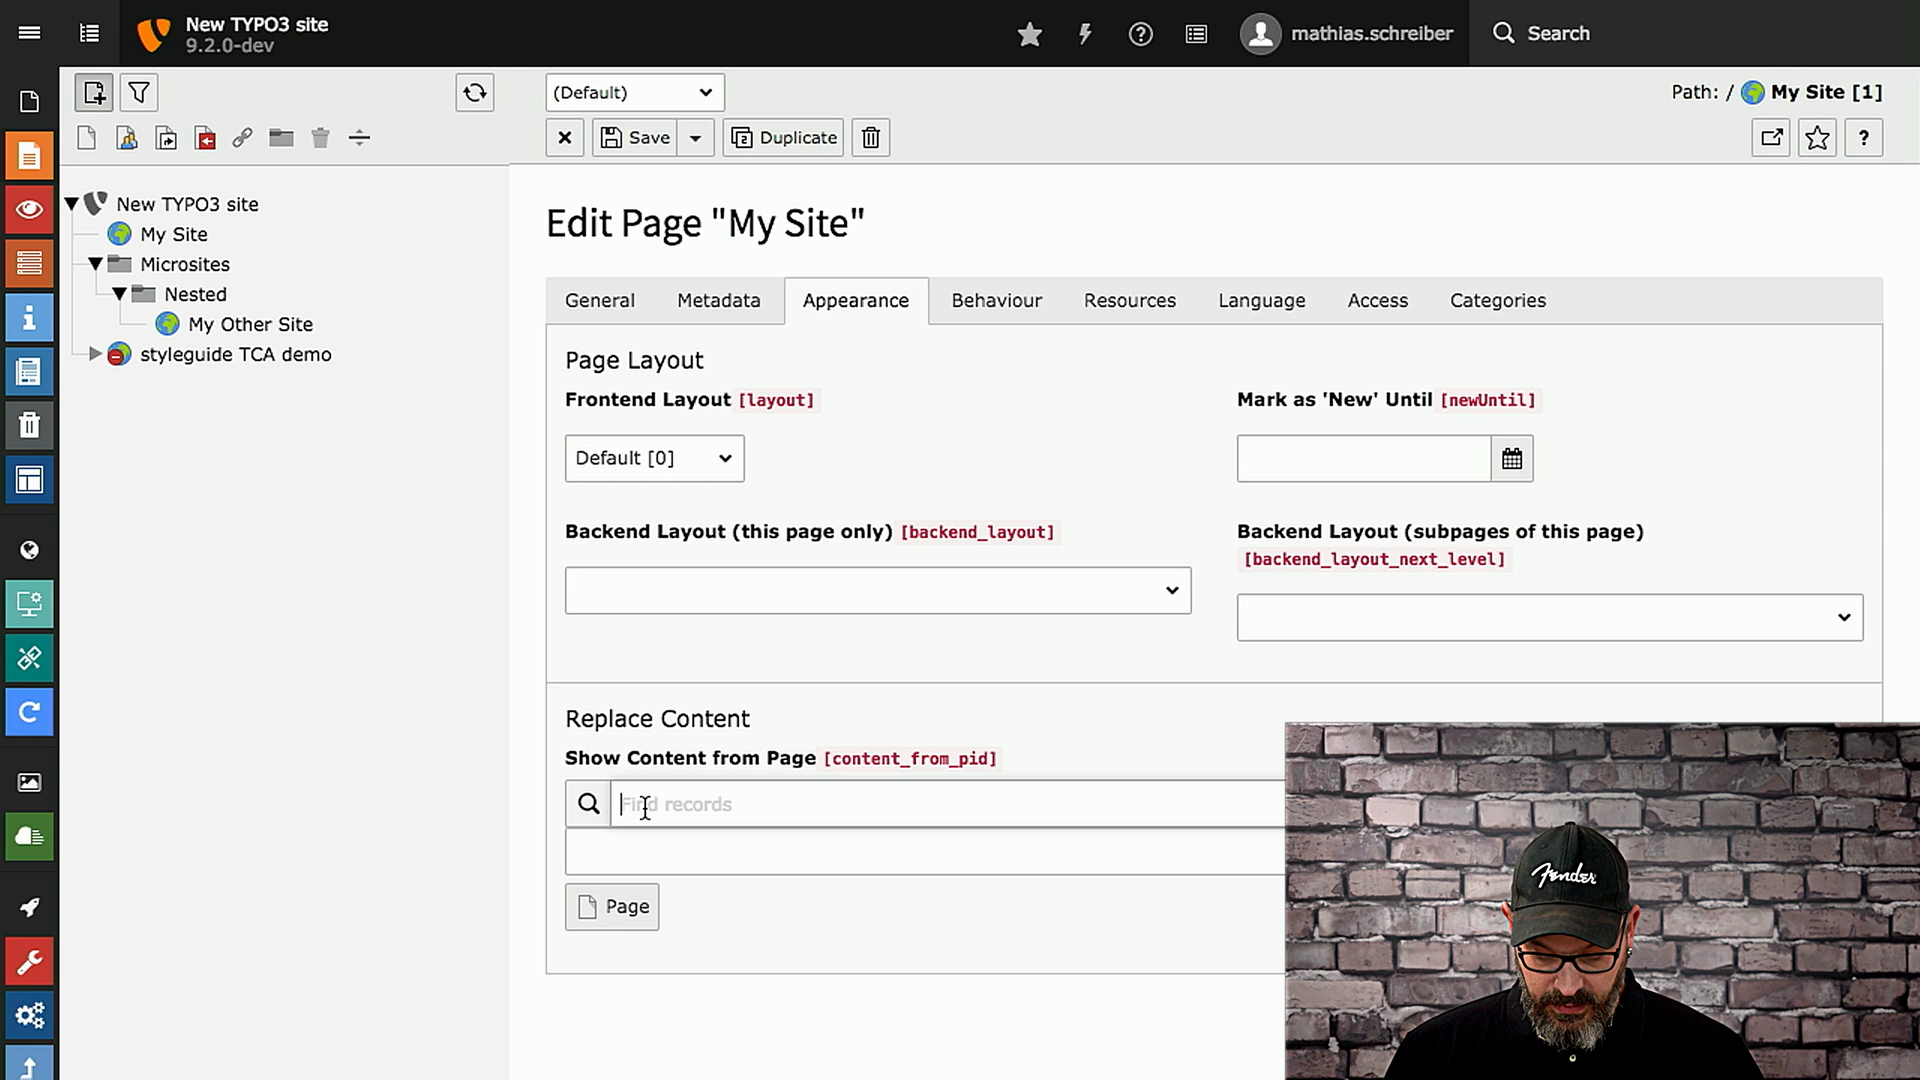 New TYPO3 site
9.2.0-dev
mathias.schreiber
Search
(Default)
Path: / My Site [1]
Save
Duplicate
?
New TYPO3 site
My Site
Microsites
Nested
My Other Site
styleguide TCA demo
Edit Page "My Site"
General Metadata Appearance Behaviour Resources Language Access Categories
Page Layout
Frontend Layout [layout]
Mark as 'New' Until [newUntil]
Default [0]
Backend Layout (this page only) [backend_layout]
Backend Layout (subpages of this page)
[backend_layout_next_level]
Replace Content
Show Content from Page [content_from_pid]
Find records
Page
Fender